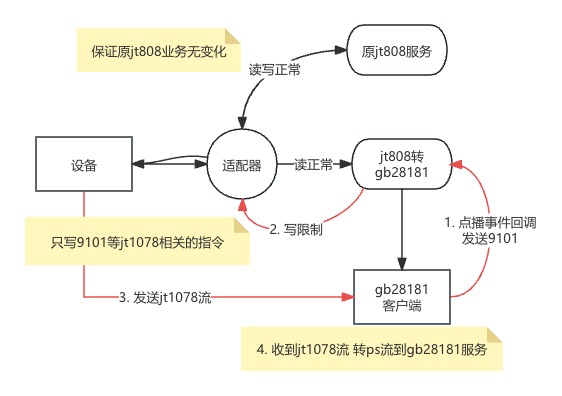 保证原jt808业务无变化
原jt808服务
读写正常
设备
适配器
读正常
jt808转
gb28181
只写9101等jt1078相关的指令
2. 写限制
1. 点播事件回调
发送9101
3. 发送jt1078流
gb28181
客户端
4. 收到jt1078流 转ps流到gb28181服务